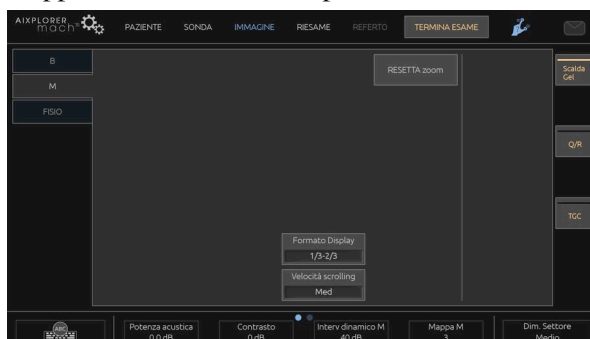 AIXPLORER
mach
PAZIENTE SONDA IMMAGINE RIESAME REFERTO TERMINA ESAME
B
M
FISIO
RESETTA zoom
Scalda
Gel
Q/R
TGC
Formato Display
1/3-2/3
Velocità scrolling
Med
ABC
Potenza acustica
0.0 dB
Contrasto
0 dB
Interv dinamico M
40 dB
Mappa M
3
Dim. Settore
Medio